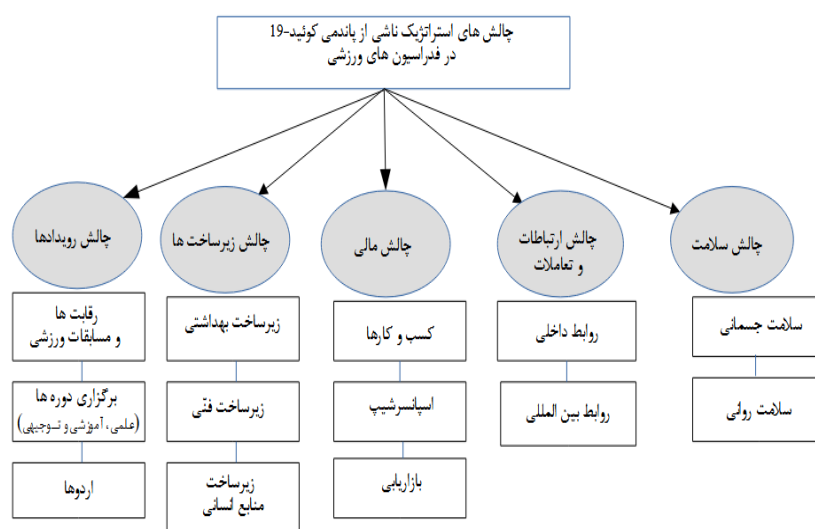 چالش های استراتژیک ناشی از پاندمی کوئید-19
در فدراسیون های ورزشی
چالش سلامت
چالش ارتباطات
و تعاملات
چالش مالی
چالش زیرساخت ها
چالش رویدادها
سلامت جسمانی
سلامت روانی
روابط داخلی
روابط بین المللی
کسب و کارها
اسپانسرشیپ
بازاریابی
زیرساخت بهداشتی
زیرساخت فنّی
زیرساخت
منابع انسانی
رقابت ها
و مسابقات ورزشی
برگزاری دوره ها
(علمی، آموزشی و توجیهی)
اردوها